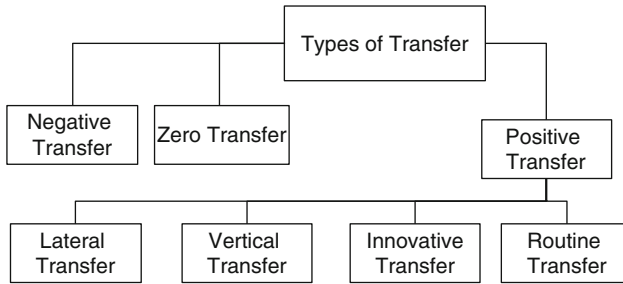 Types of Transfer
Negative
Transfer
Zero Transfer
Positive
Transfer
Lateral
Transfer
Vertical
Transfer
Innovative
Transfer
Routine
Transfer